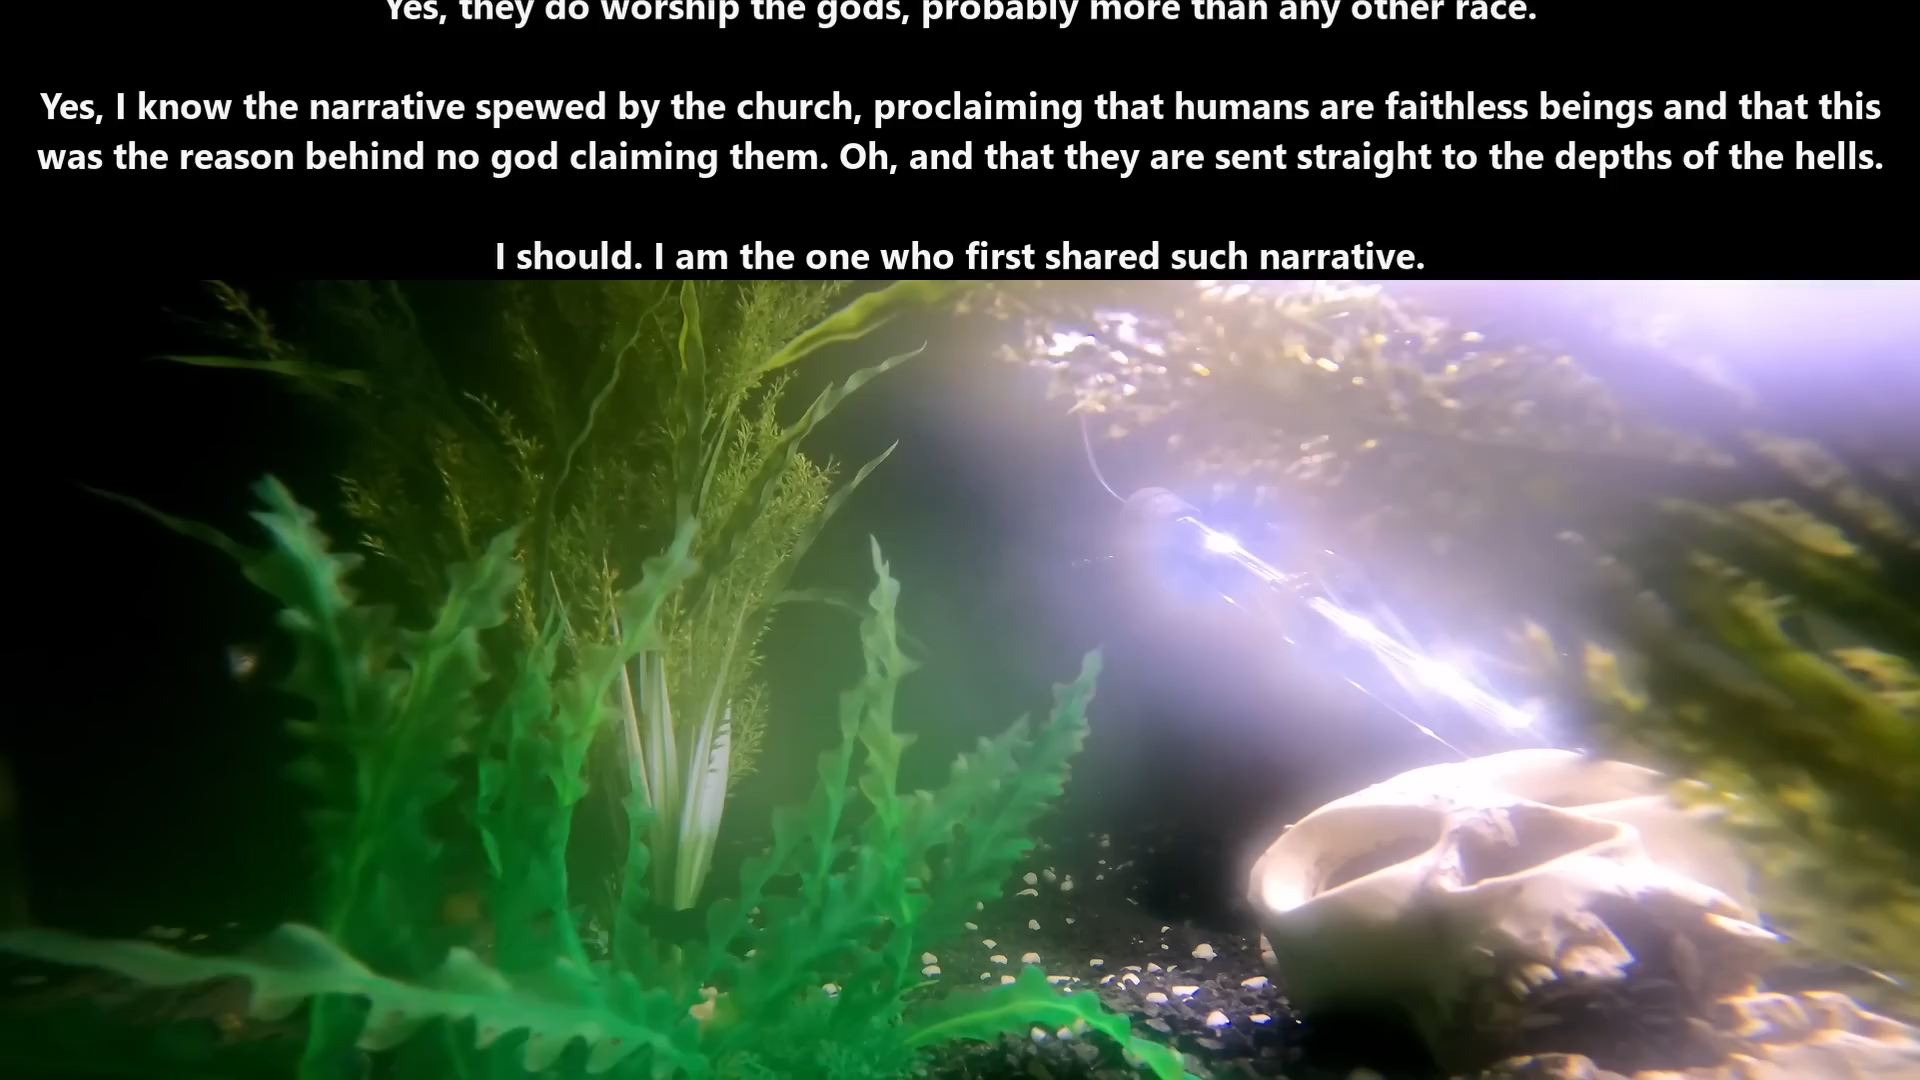 Yes, they do worship the gods, probably more than any other race.
Yes, I know the narrative spewed by the church, proclaiming that humans are faithless beings and that this
was the reason behind no god claiming them. Oh, and that they are sent straight to the depths of the hells.
I should. I am the one who first shared such narrative.